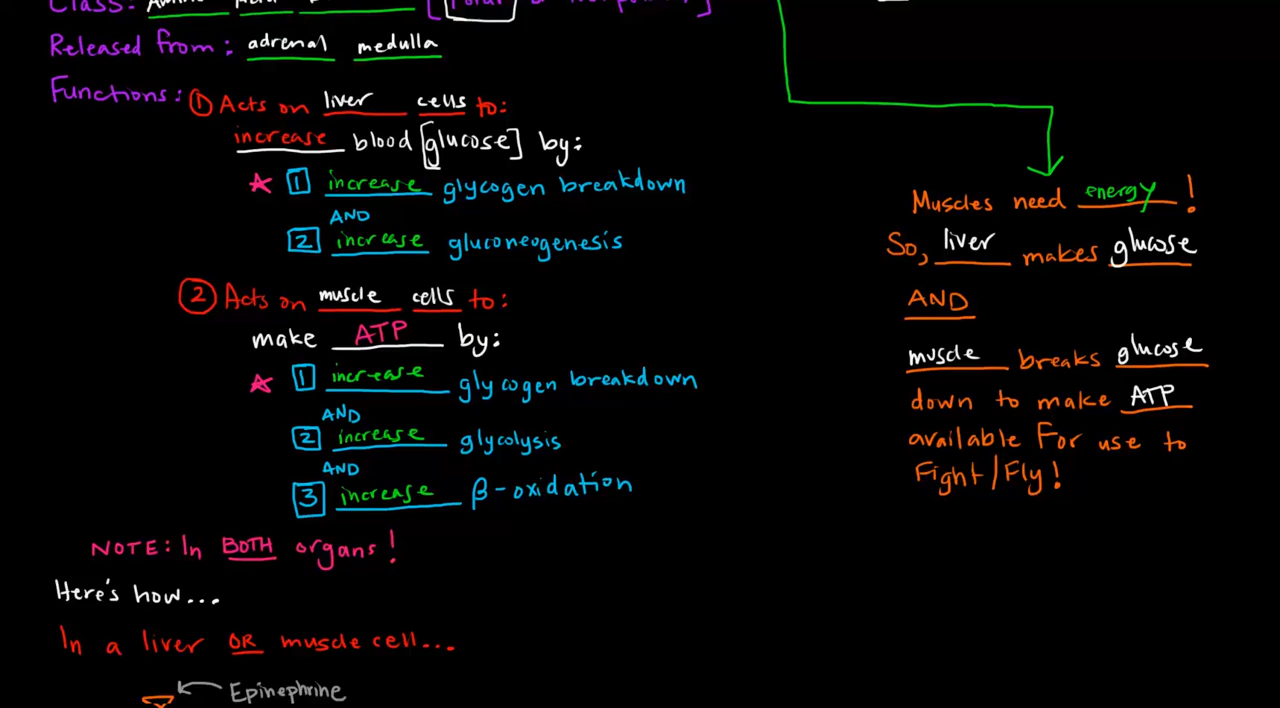 Class:
Released from: adrenal medulla
Functions: ① Acts on liver cells to:
increase blood [glucose] by:
☆ 1 increase glycogen breakdown
AND
2 increase gluconeogenesis
② Acts on muscle cells to:
make ATP by:
☆ 1 increase glycogen breakdown
AND
2 increase glycolysis
AND
3 increase β-oxidation
NOTE: In BOTH organs!
Here's how...
In a liver OR muscle cell...
Epinephrine
Muscles need energy!
So, liver makes glucose
AND
muscle breaks glucose
down to make ATP
available For use to
Fight/Fly!